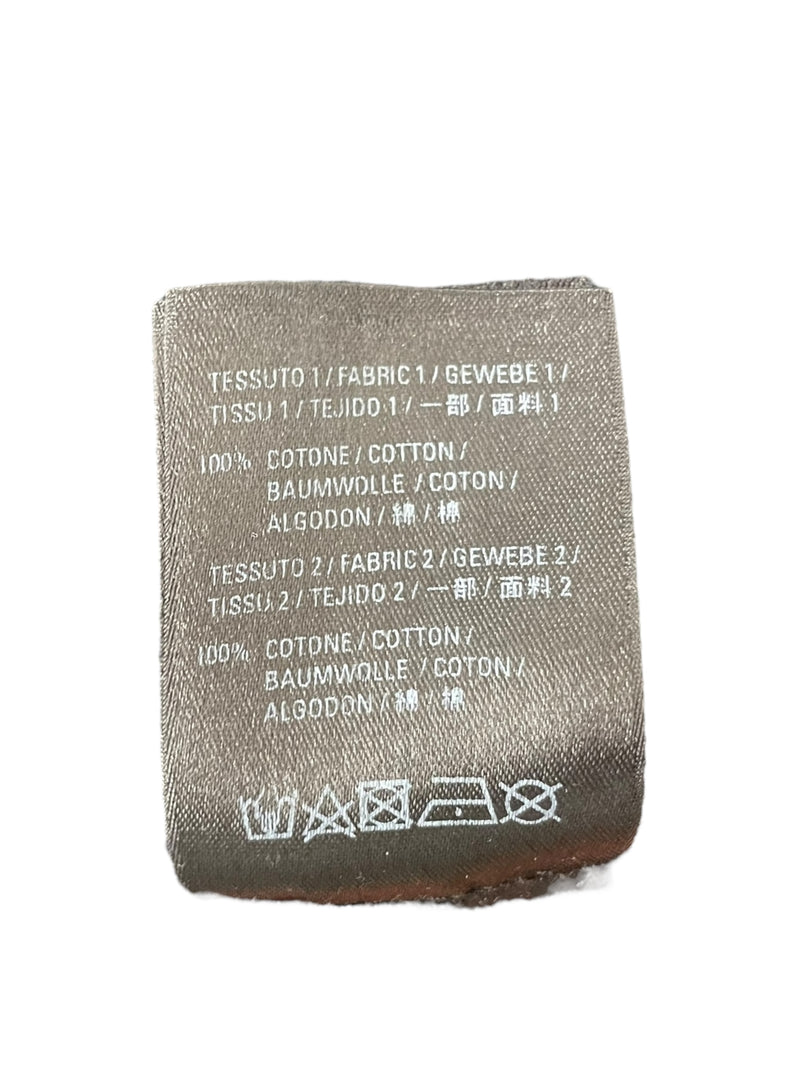 TESSUTO 1 / FABRIC 1 / GEWEBE 1 /
TISSU 1 / TEJIDO 1 / 一部 / 面料 1
100% COTONE / COTTON /
BAUMWOLLE / COTON /
ALGODON / 綿 / 棉
TESSUTO 2 / FABRIC 2 / GEWEBE 2 /
TISSU 2 / TEJIDO 2 / 一部 / 面料 2
100% COTONE / COTTON /
BAUMWOLLE / COTON /
ALGODON / 綿 / 棉